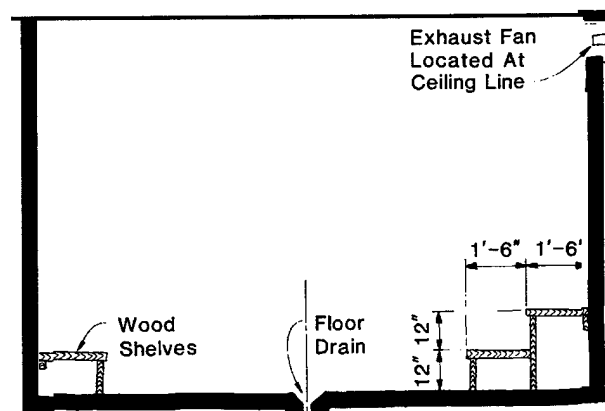 Exhaust Fan
Located At
Ceiling Line
1'-6" 1'-6'
Wood
Shelves
Floor
Drain
12"
12"